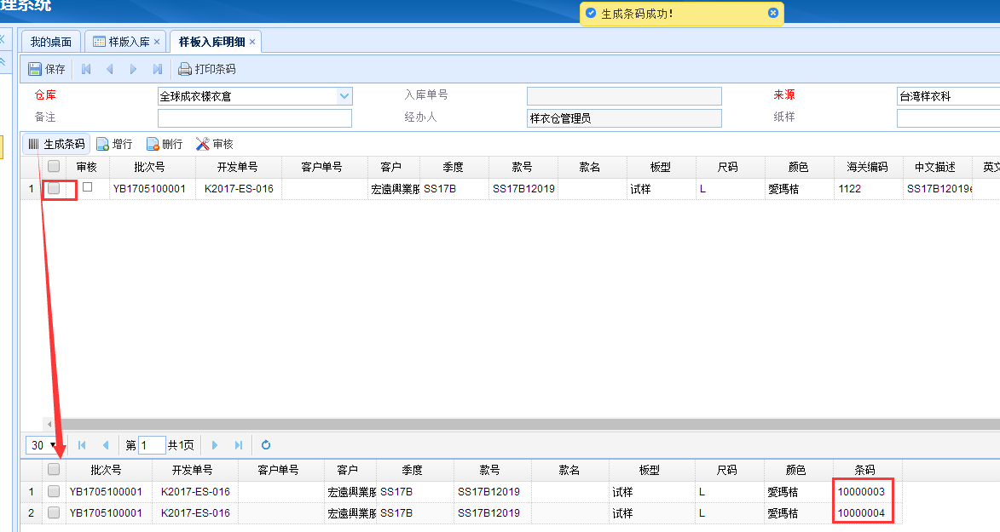 理系统
生成条码成功!
我的桌面 样版入库 × 样板入库明细 ×
保存 打印条码
仓库 全球成衣樣衣倉 入库单号 来源 台湾样衣科
备注 经办人 样衣仓管理员 纸样
生成条码 增行 删行 审核
审核 批次号 开发单号 客户单号 客户 季度 款号 款名 板型 尺码 颜色 海关编码 中文描述 英文
1 YB1705100001 K2017-ES-016 宏遠興業股 SS17B SS17B12019 试样 L 愛瑪桔 1122 SS17B12019
30 第 1 共1页
批次号 开发单号 客户单号 客户 季度 款号 款名 板型 尺码 颜色 条码
1 YB1705100001 K2017-ES-016 宏遠興業股 SS17B SS17B12019 试样 L 愛瑪桔 10000003
2 YB1705100001 K2017-ES-016 宏遠興業股 SS17B SS17B12019 试样 L 愛瑪桔 10000004